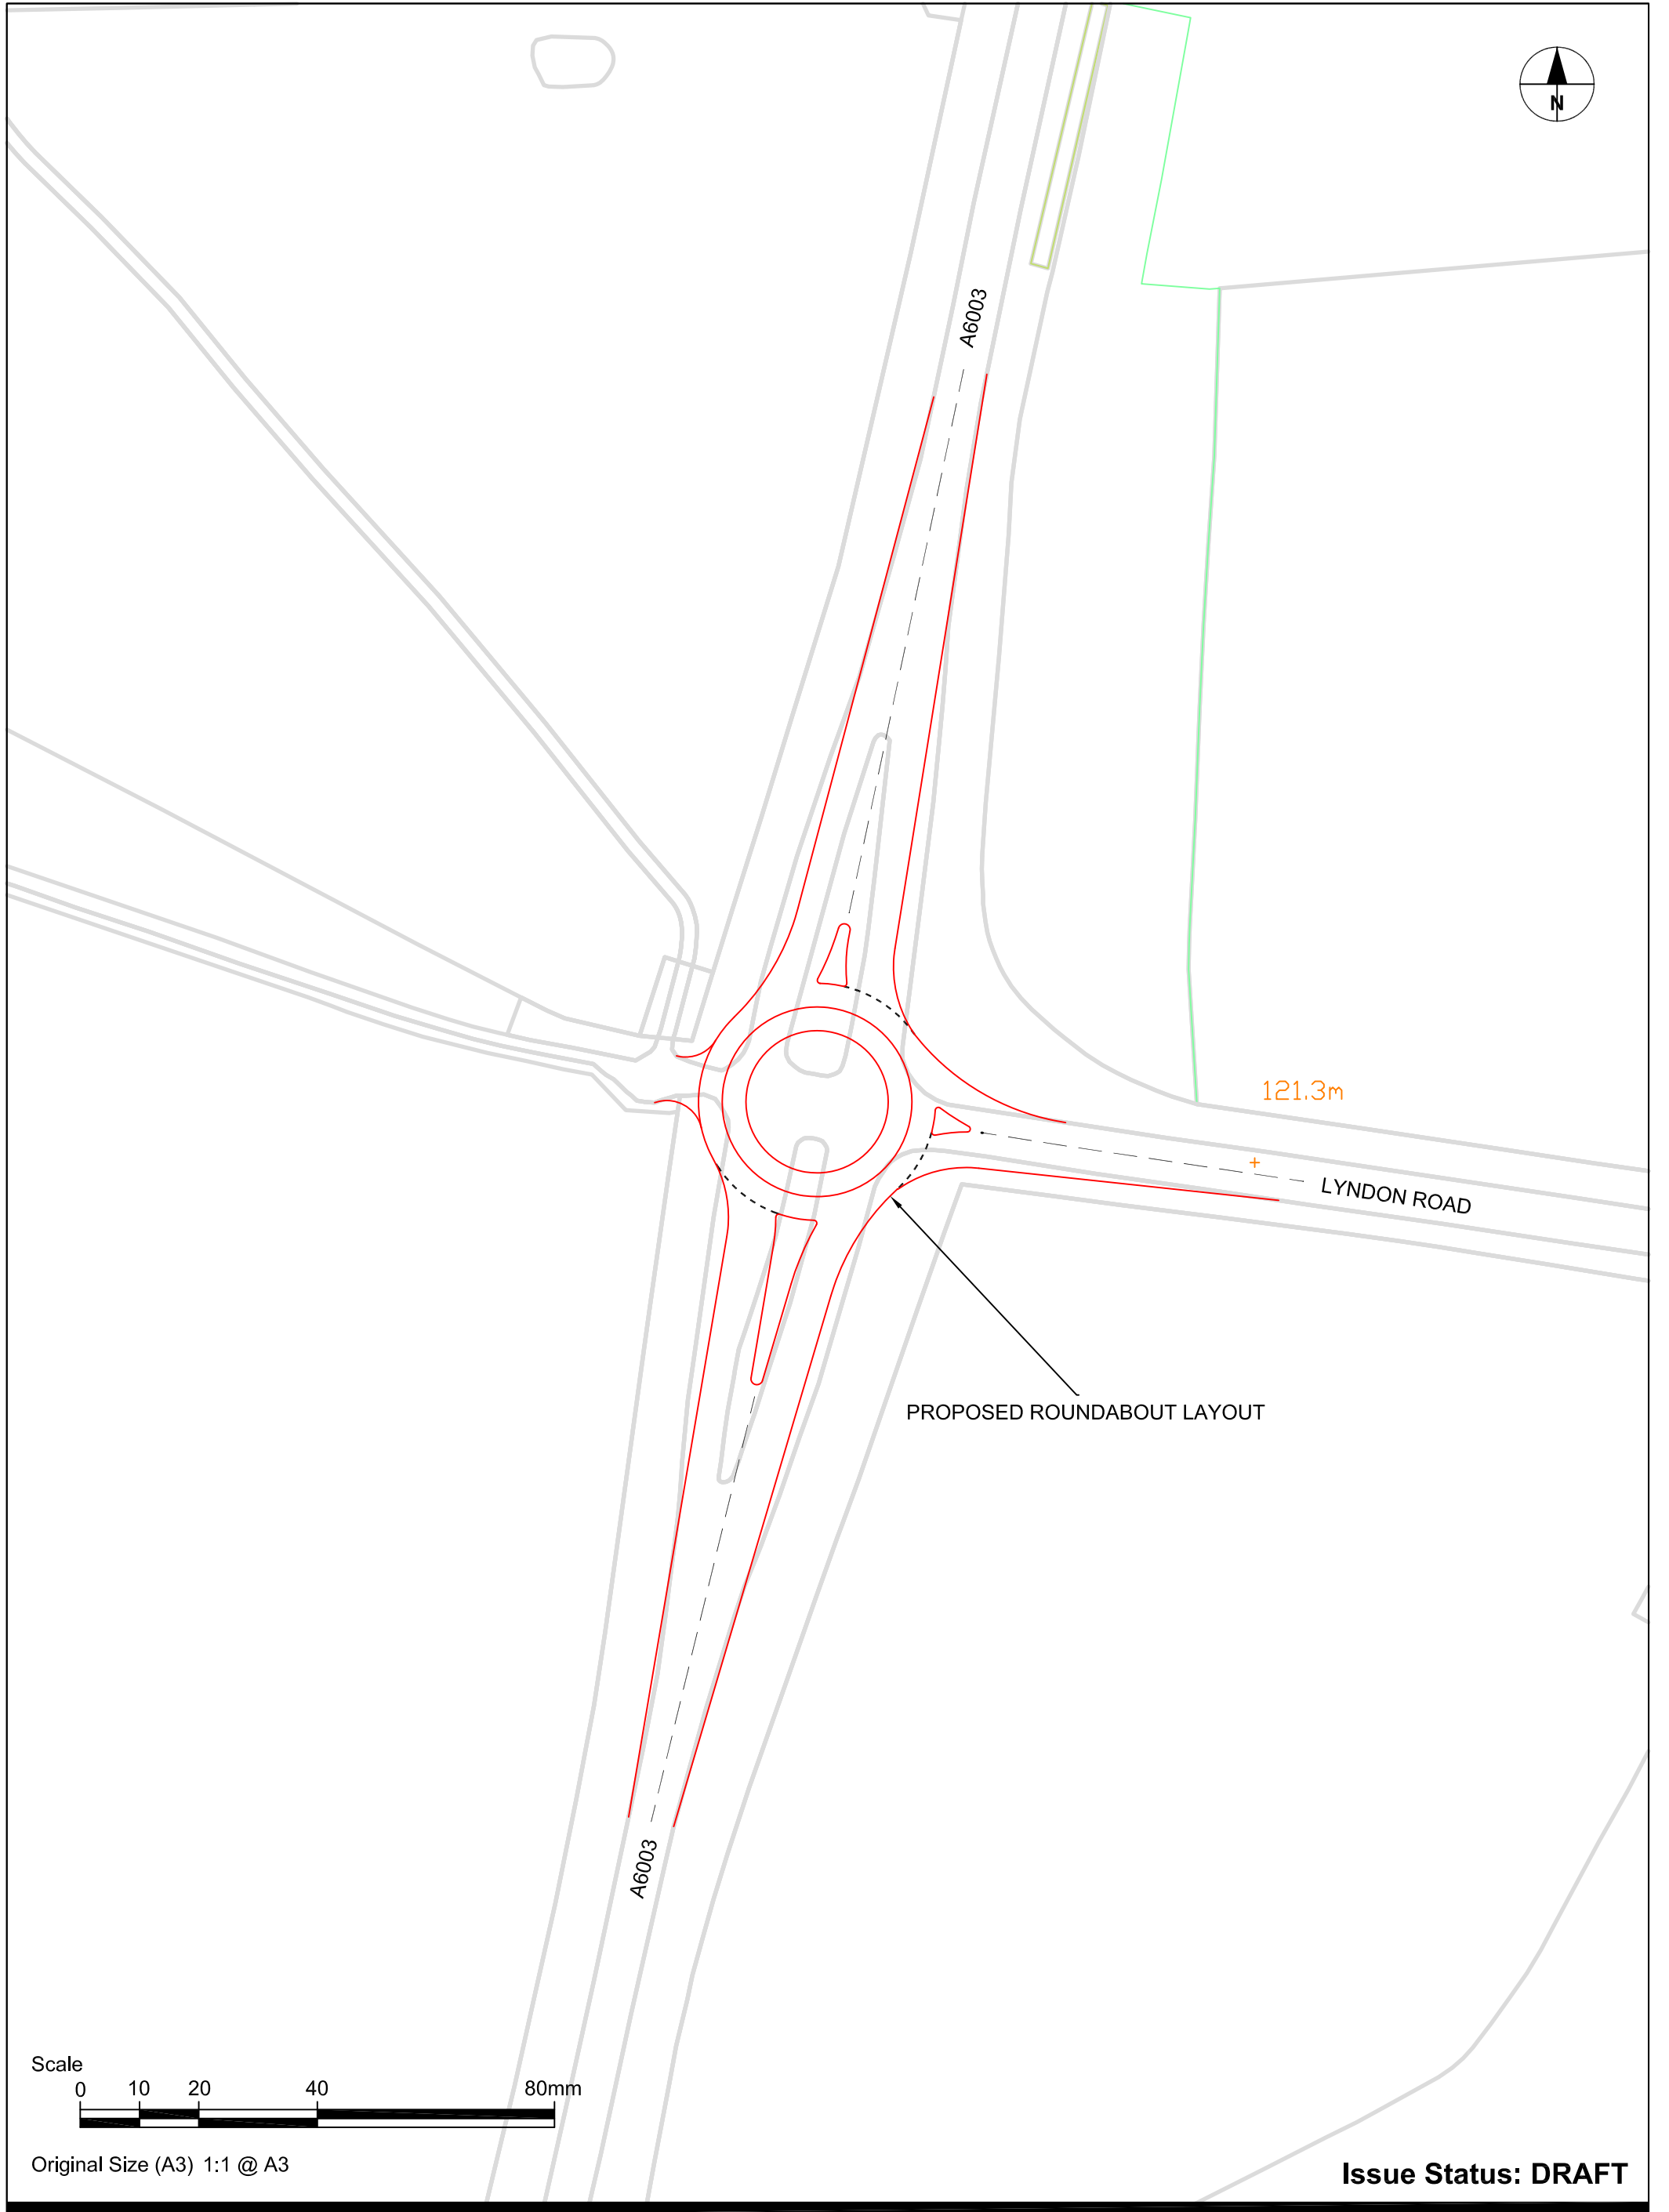 N
A6003
121.3m
LYNDON ROAD
PROPOSED ROUNDABOUT LAYOUT
A6003
Scale
0 10 20 40 80mm
Original Size (A3) 1:1 @ A3
Issue Status: DRAFT